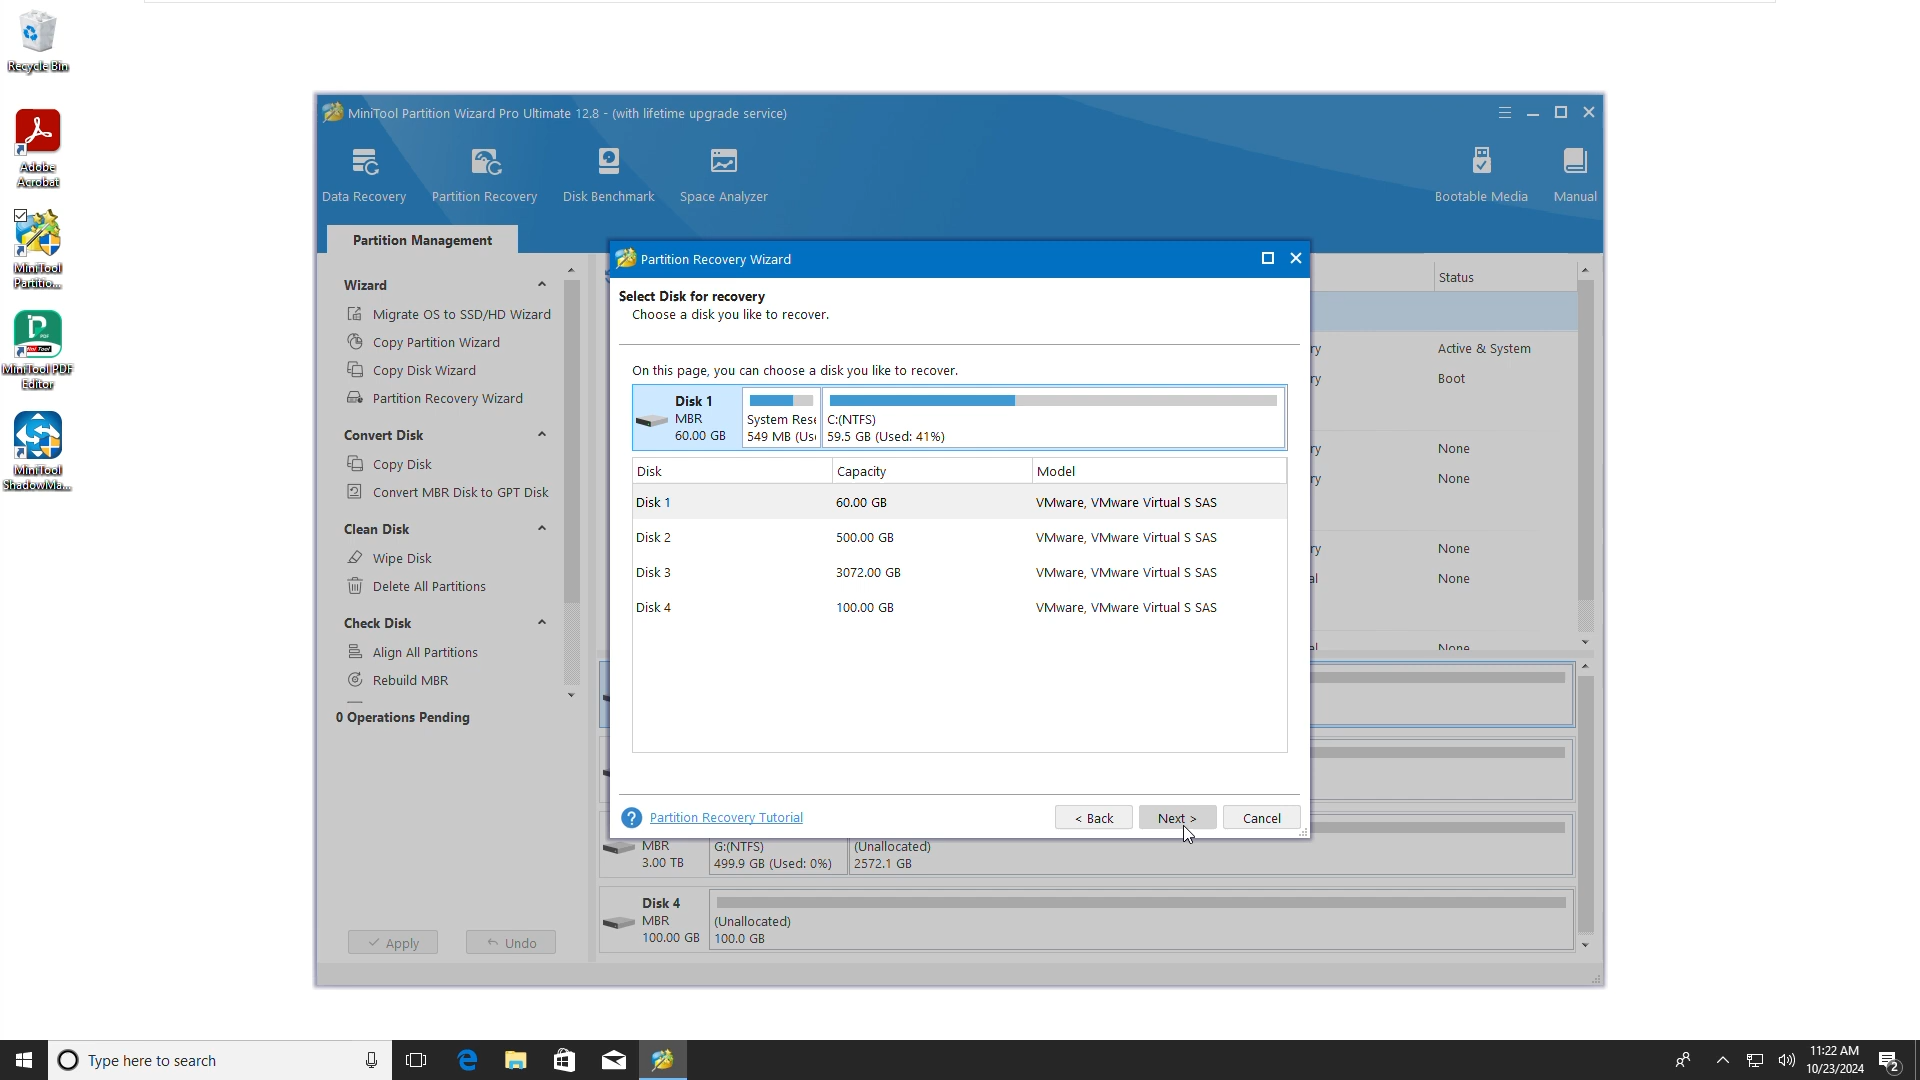 Recycle Bin
Adobe
Acrobat
MiniTool
Partitio...
MiniTool PDF
Editor
MiniTool
ShadowMa...
MiniTool Partition Wizard Pro Ultimate 12.8 - (with lifetime upgrade service)
Data Recovery
Partition Recovery
Disk Benchmark
Space Analyzer
Bootable Media
Manual
Partition Management
Wizard
Migrate OS to SSD/HD Wizard
Copy Partition Wizard
Copy Disk Wizard
Partition Recovery Wizard
Convert Disk
Copy Disk
Convert MBR Disk to GPT Disk
Clean Disk
Wipe Disk
Delete All Partitions
Check Disk
Align All Partitions
Rebuild MBR
0 Operations Pending
Apply
Undo
Partition Recovery Wizard
Select Disk for recovery
Choose a disk you like to recover.
On this page, you can choose a disk you like to recover.
Disk 1
MBR
60.00 GB
System Rese
549 MB (Us
C:(NTFS)
59.5 GB (Used: 41%)
Disk Capacity Model
Disk 1 60.00 GB VMware, VMware Virtual S SAS
Disk 2 500.00 GB VMware, VMware Virtual S SAS
Disk 3 3072.00 GB VMware, VMware Virtual S SAS
Disk 4 100.00 GB VMware, VMware Virtual S SAS
Partition Recovery Tutorial
< Back
Next >
Cancel
Status
ry Active & System
ry Boot
ry None
ry None
ry None
al None
al None
MBR
3.00 TB
G:(NTFS)
499.9 GB (Used: 0%)
(Unallocated)
2572.1 GB
Disk 4
MBR
100.00 GB
(Unallocated)
100.0 GB
Type here to search
11:22 AM
10/23/2024
2